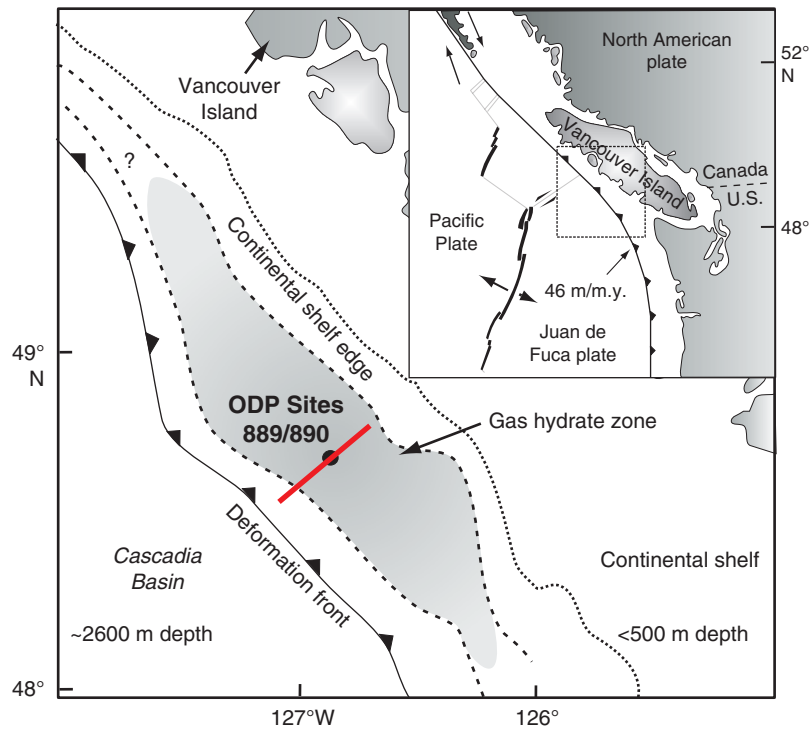 Vancouver
Island
?
Continental shelf edge
49°
N
ODP Sites
889/890
Gas hydrate zone
Deformation front
Cascadia
Basin
~2600 m depth
Continental shelf
<500 m depth
48°
127°W
126°
North American
plate
52°
N
Vancouver Island
Canada
U.S.
Pacific
Plate
48°
46 m/m.y.
Juan de
Fuca plate